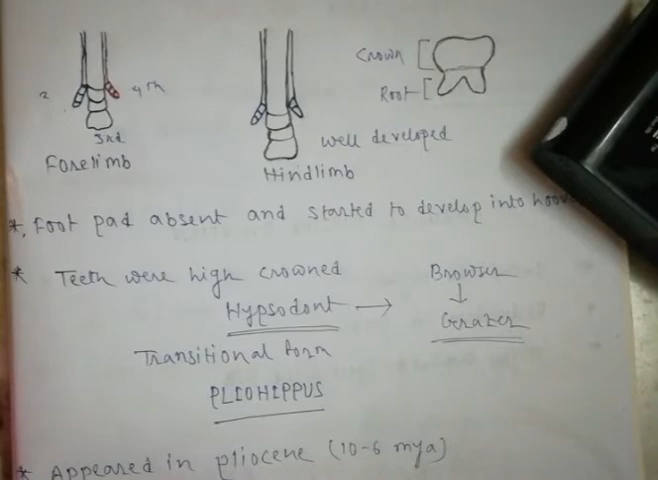 Crown
Root
2
4th
3rd
well developed
Forelimb
Hindlimb
*. Foot pad absent and started to develop into
* Teeth were high crowned
Browser
Hypsodont →
↓
Grazer
Transitional form
PLIOHIPPUS
* Appeared in pliocene (10-6 mya)